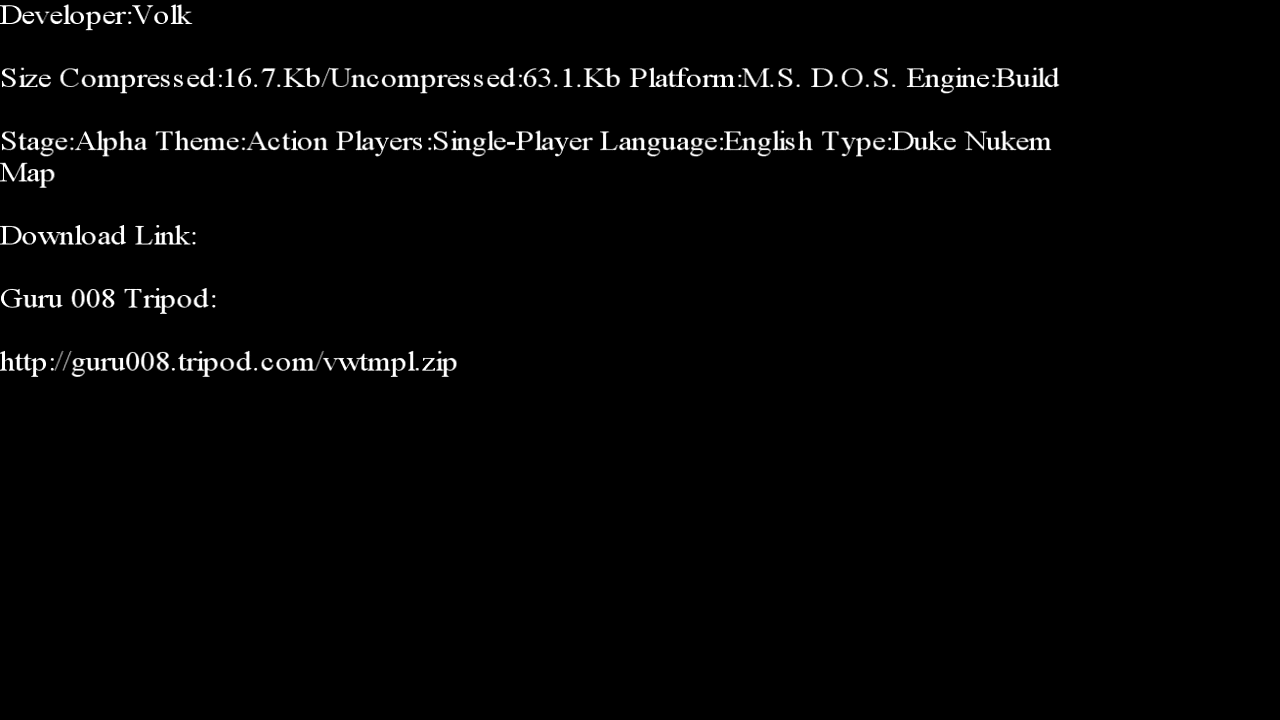 Developer:Volk
Size Compressed:16.7.Kb/Uncompressed:63.1.Kb Platform:M.S. D.O.S. Engine:Build
Stage:Alpha Theme:Action Players:Single-Player Language:English Type:Duke Nukem
Map
Download Link:
Guru 008 Tripod:
http://guru008.tripod.com/vwtmpl.zip